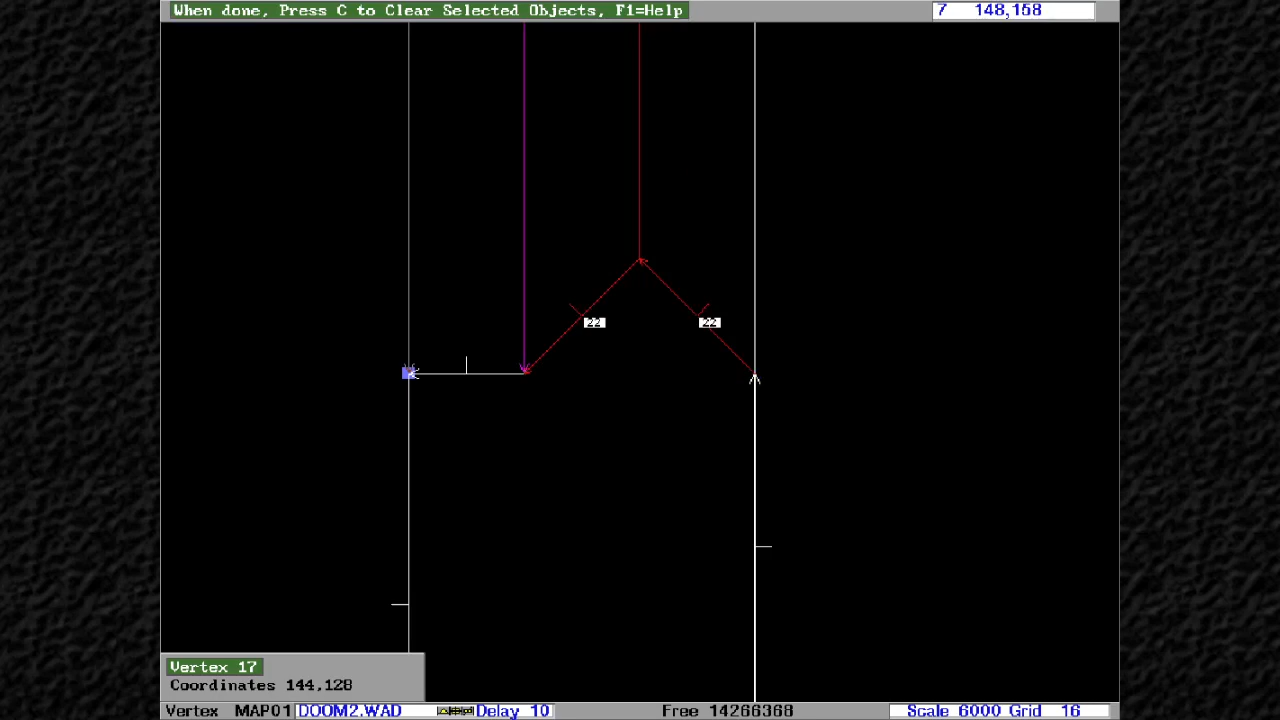 When done, Press C to Clear Selected Objects, F1=Help 7 148,158
22 22
Vertex 17
Coordinates 144,128
Vertex MAP01 DOOM2.WAD Delay 10 Free 14266368 Scale 6000 Grid 16